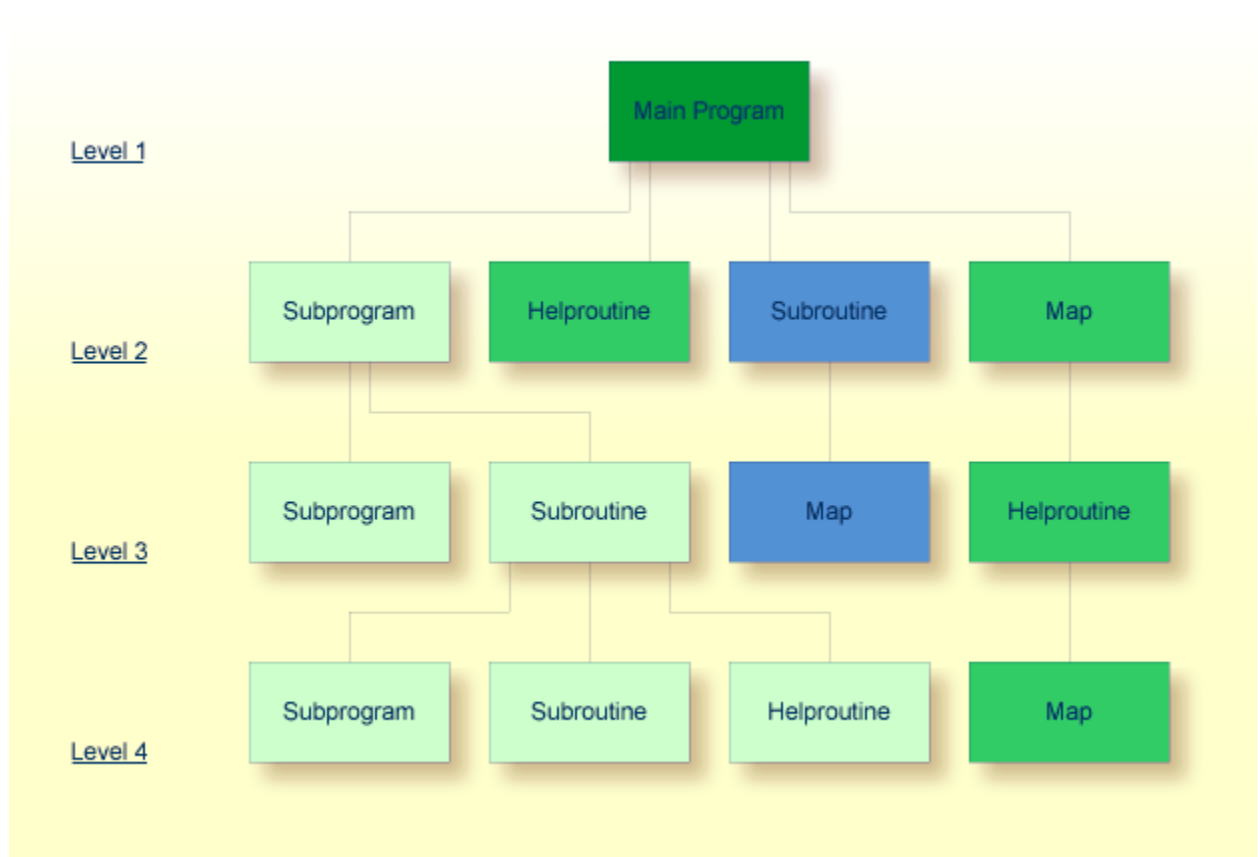 Main Program
Level 1
Subprogram
Helproutine
Subroutine
Map
Level 2
Subprogram
Subroutine
Map
Helproutine
Level 3
Subprogram
Subroutine
Helproutine
Map
Level 4